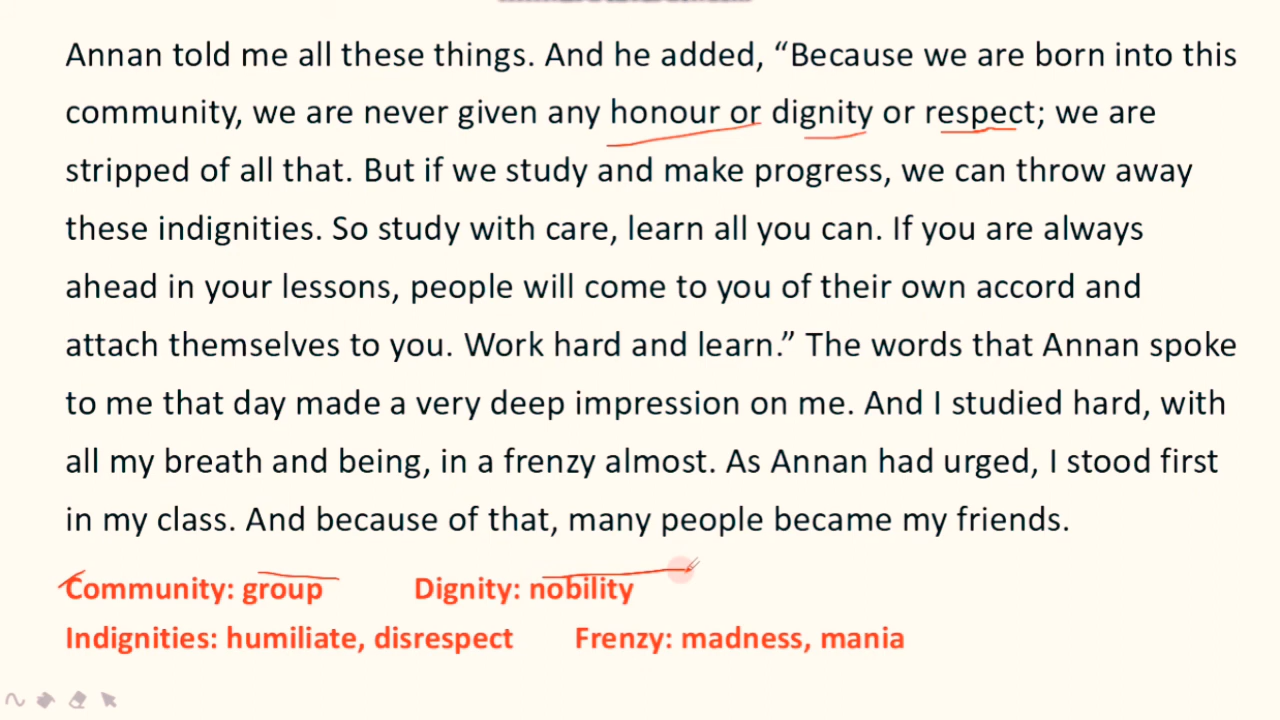 Annan told me all these things. And he added, “Because we are born into this
community, we are never given any honour or dignity or respect; we are
stripped of all that. But if we study and make progress, we can throw away
these indignities. So study with care, learn all you can. If you are always
ahead in your lessons, people will come to you of their own accord and
attach themselves to you. Work hard and learn.” The words that Annan spoke
to me that day made a very deep impression on me. And I studied hard, with
all my breath and being, in a frenzy almost. As Annan had urged, I stood first
in my class. And because of that, many people became my friends.
Community: group Dignity: nobility
Indignities: humiliate, disrespect Frenzy: madness, mania